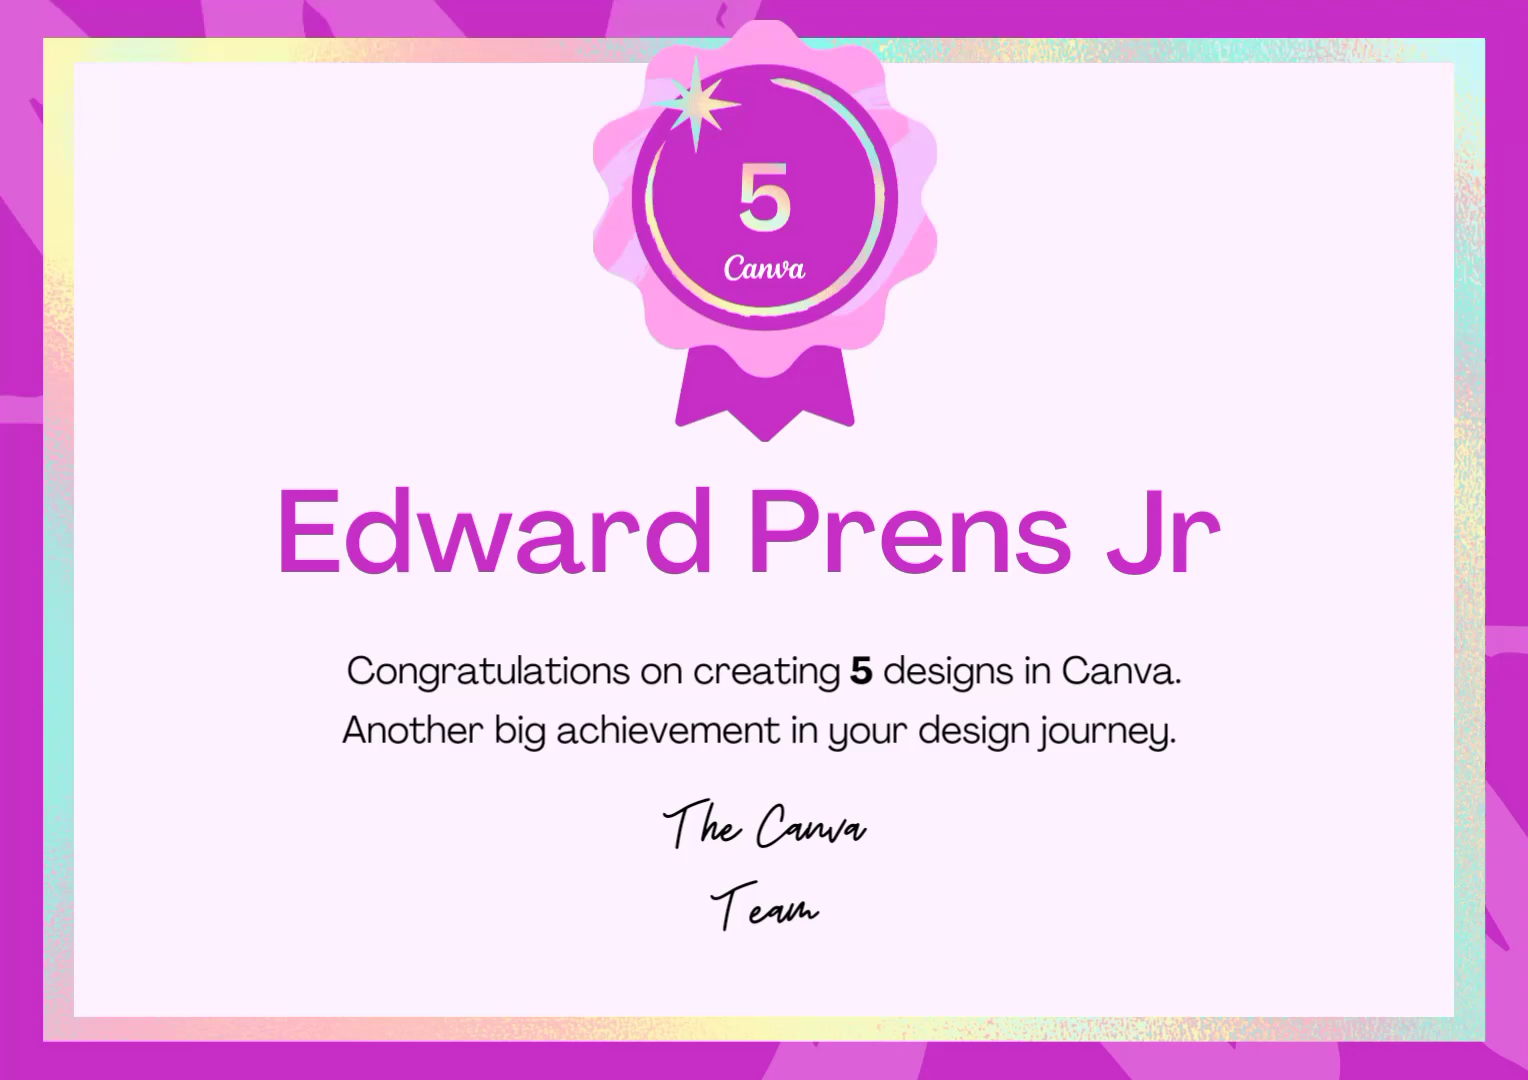 5
Canva
Edward Prens Jr
Congratulations on creating 5 designs in Canva.
Another big achievement in your design journey.
The Canva
Team